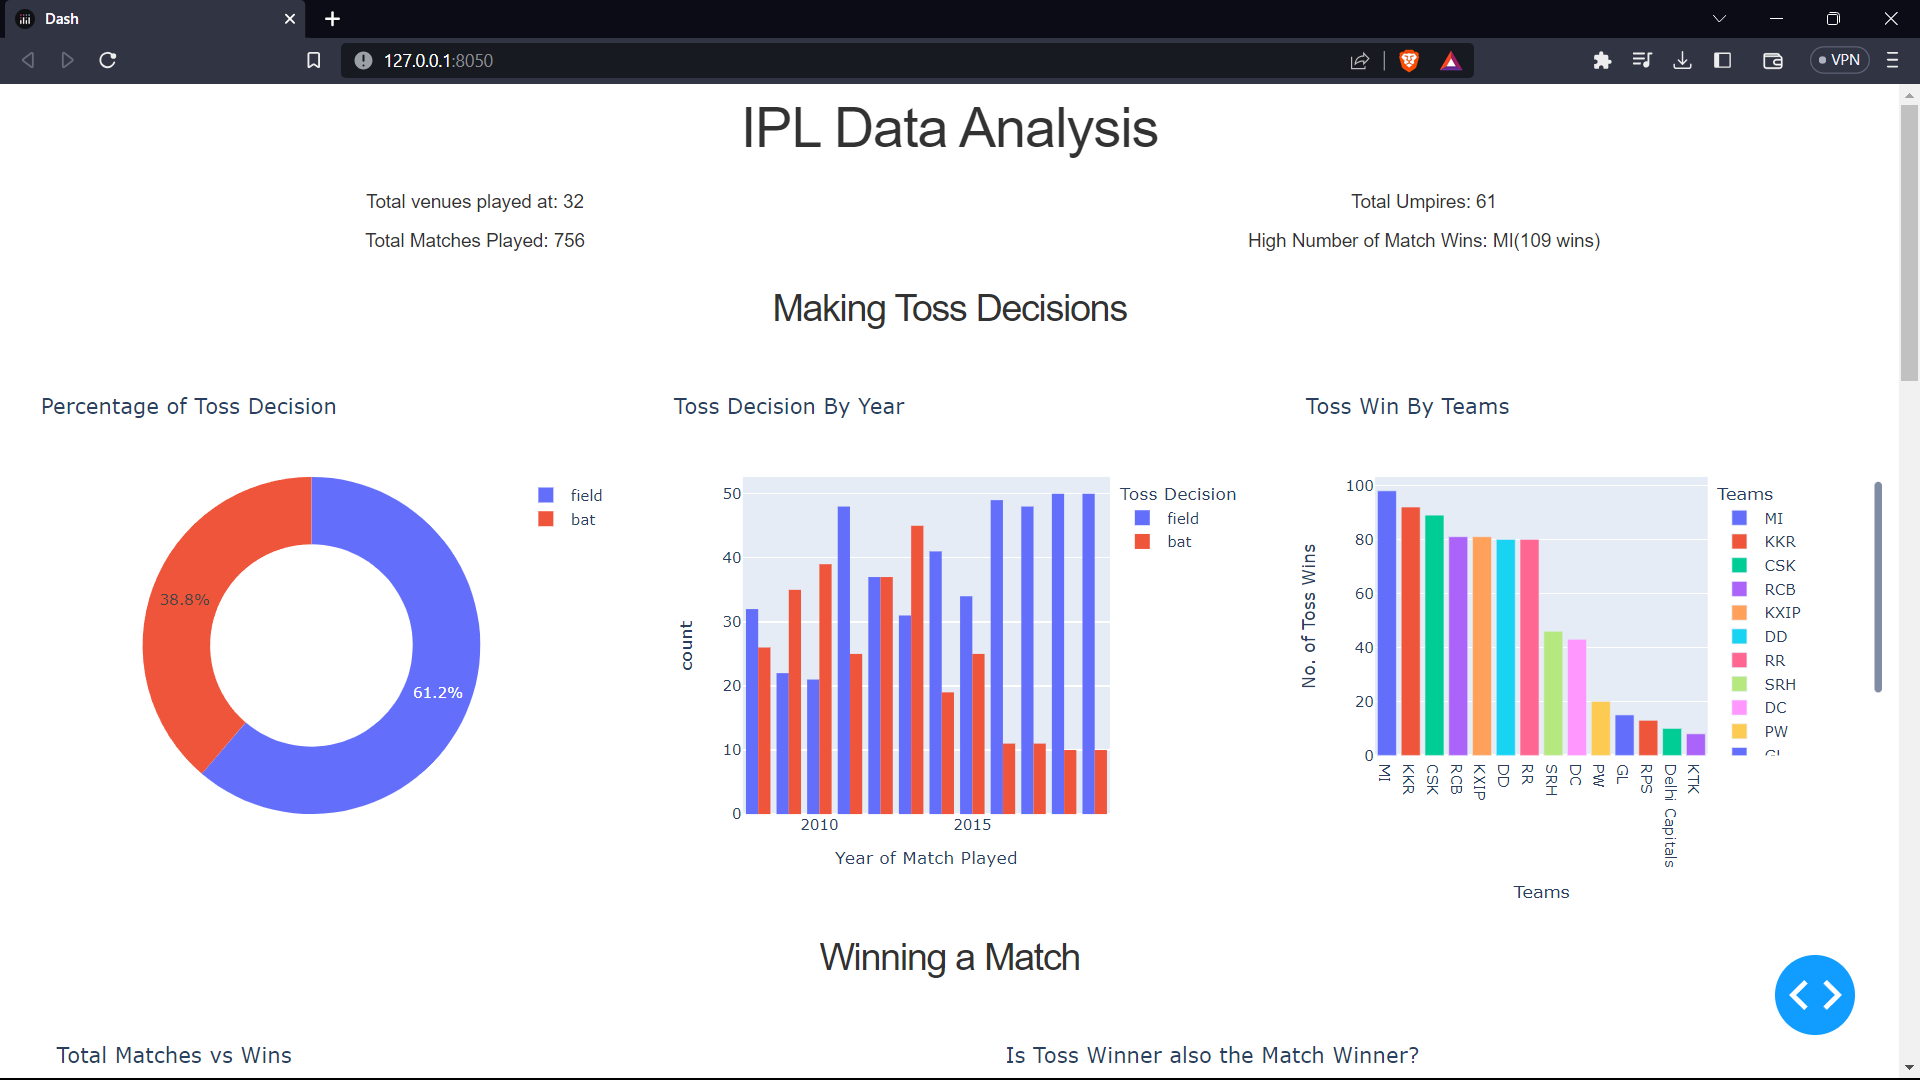 Dash
127.0.0.1:8050
VPN
IPL Data Analysis
Total venues played at: 32
Total Umpires: 61
Total Matches Played: 756
High Number of Match Wins: MI(109 wins)
Making Toss Decisions
Percentage of Toss Decision
field
bat
38.8%
61.2%
Toss Decision By Year
50
40
30
20
10
0
count
2010
2015
Year of Match Played
Toss Decision
field
bat
Toss Win By Teams
100
80
60
40
20
0
No. of Toss Wins
MI
KKR
CSK
RCB
KXIP
DD
RR
SRH
DC
PW
GL
RPS
Delhi Capitals
KTK
Teams
Teams
MI
KKR
CSK
RCB
KXIP
DD
RR
SRH
DC
PW
GL
Winning a Match
Total Matches vs Wins
Is Toss Winner also the Match Winner?